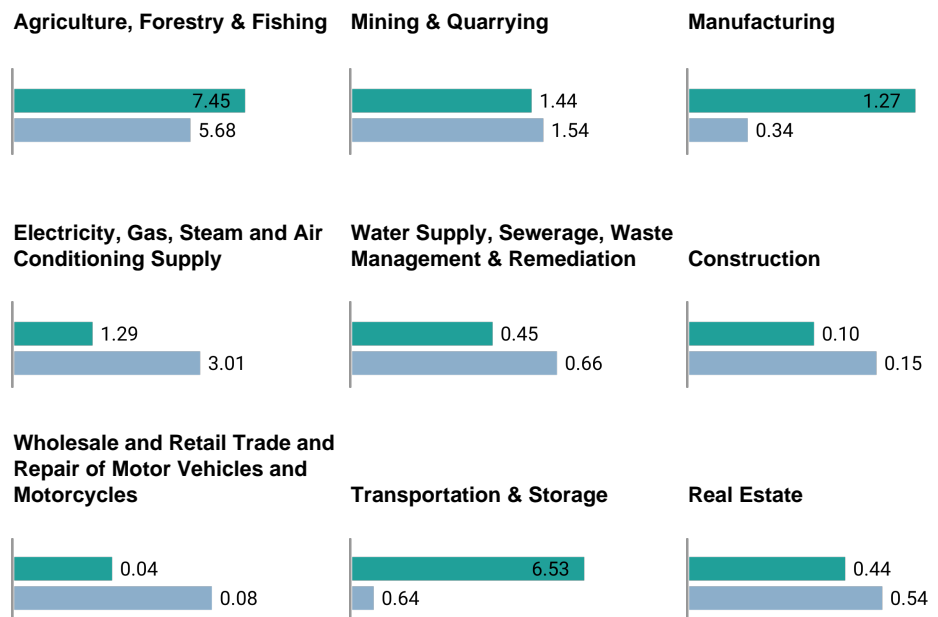 Agriculture, Forestry & Fishing
7.45
5.68
Mining & Quarrying
1.44
1.54
Manufacturing
1.27
0.34
Electricity, Gas, Steam and Air
Conditioning Supply
1.29
3.01
Water Supply, Sewerage, Waste
Management & Remediation
0.45
0.66
Construction
0.10
0.15
Wholesale and Retail Trade and
Repair of Motor Vehicles and
Motorcycles
0.04
0.08
Transportation & Storage
6.53
0.64
Real Estate
0.44
0.54